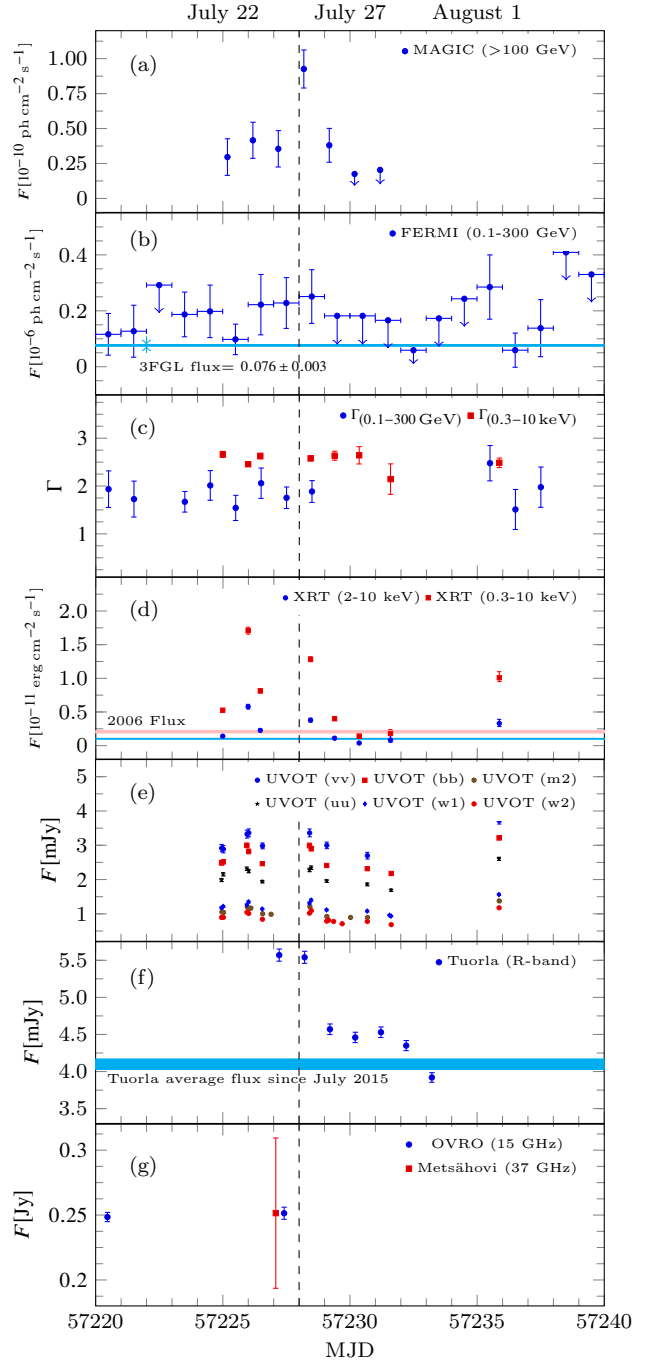 July 22 July 27 August 1
(a)
MAGIC (>100 GeV)
F[10⁻¹⁰ ph cm⁻² s⁻¹]
1.00
0.75
0.50
0.25
0
(b)
FERMI (0.1-300 GeV)
F[10⁻⁶ ph cm⁻² s⁻¹]
0.4
0.2
0
3FGL flux= 0.076 ± 0.003
(c)
Γ(0.1−300 GeV) Γ(0.3−10 keV)
Γ
3
2
1
0
(d)
XRT (2-10 keV) XRT (0.3-10 keV)
F[10⁻¹¹ erg cm⁻² s⁻¹]
2.0
1.5
1.0
0.5
0
2006 Flux
(e)
UVOT (vv) UVOT (bb) UVOT (m2)
UVOT (uu) UVOT (w1) UVOT (w2)
F[mJy]
5
4
3
2
1
(f)
Tuorla (R-band)
F[mJy]
5.5
5.0
4.5
4.0
3.5
Tuorla average flux since July 2015
(g)
OVRO (15 GHz)
Metsähovi (37 GHz)
F[Jy]
0.3
0.25
0.2
57220 57225 57230 57235 57240
MJD